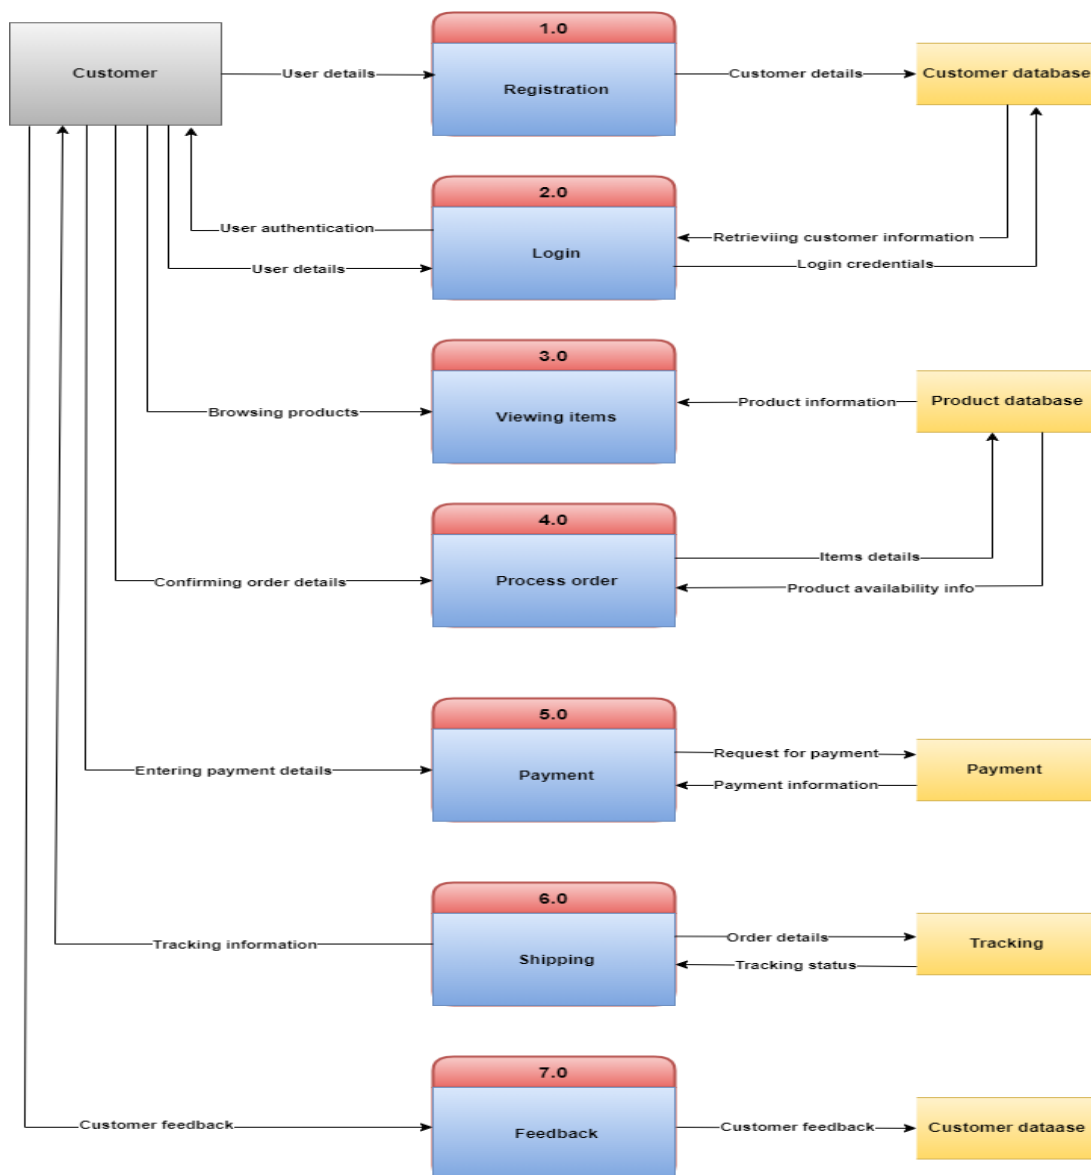 1.0
Customer
User details
Registration
Customer details
Customer database
2.0
User authentication
User details
Login
Retrieviing customer information
Login credentials
3.0
Browsing products
Viewing items
Product information
Product database
4.0
Confirming order details
Process order
Items details
Product availability info
5.0
Entering payment details
Payment
Request for payment
Payment information
Payment
6.0
Tracking information
Shipping
Order details
Tracking status
Tracking
7.0
Customer feedback
Feedback
Customer feedback
Customer dataase